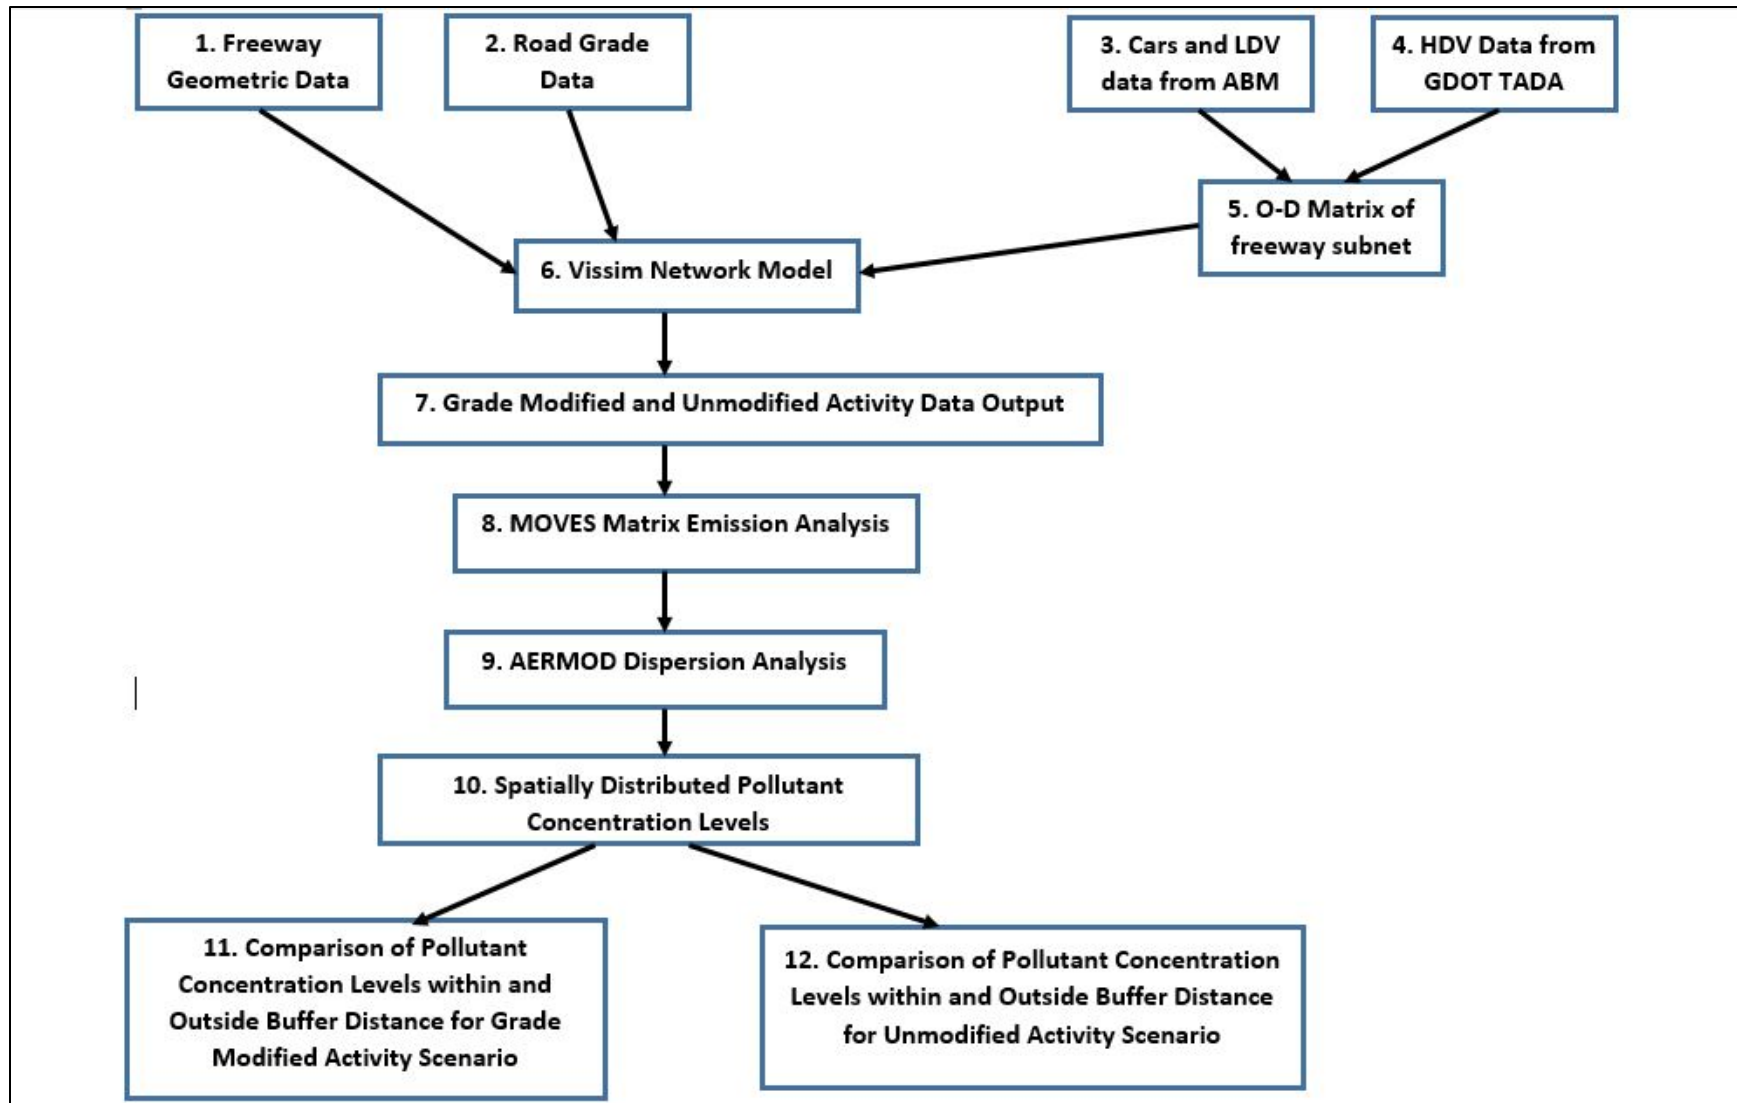 1. Freeway
Geometric Data
2. Road Grade
Data
3. Cars and LDV
data from ABM
4. HDV Data from
GDOT TADA
5. O-D Matrix of
freeway subnet
6. Vissim Network Model
7. Grade Modified and Unmodified Activity Data Output
8. MOVES Matrix Emission Analysis
9. AERMOD Dispersion Analysis
10. Spatially Distributed Pollutant
Concentration Levels
11. Comparison of Pollutant
Concentration Levels within and
Outside Buffer Distance for Grade
Modified Activity Scenario
12. Comparison of Pollutant Concentration
Levels within and Outside Buffer Distance
for Unmodified Activity Scenario